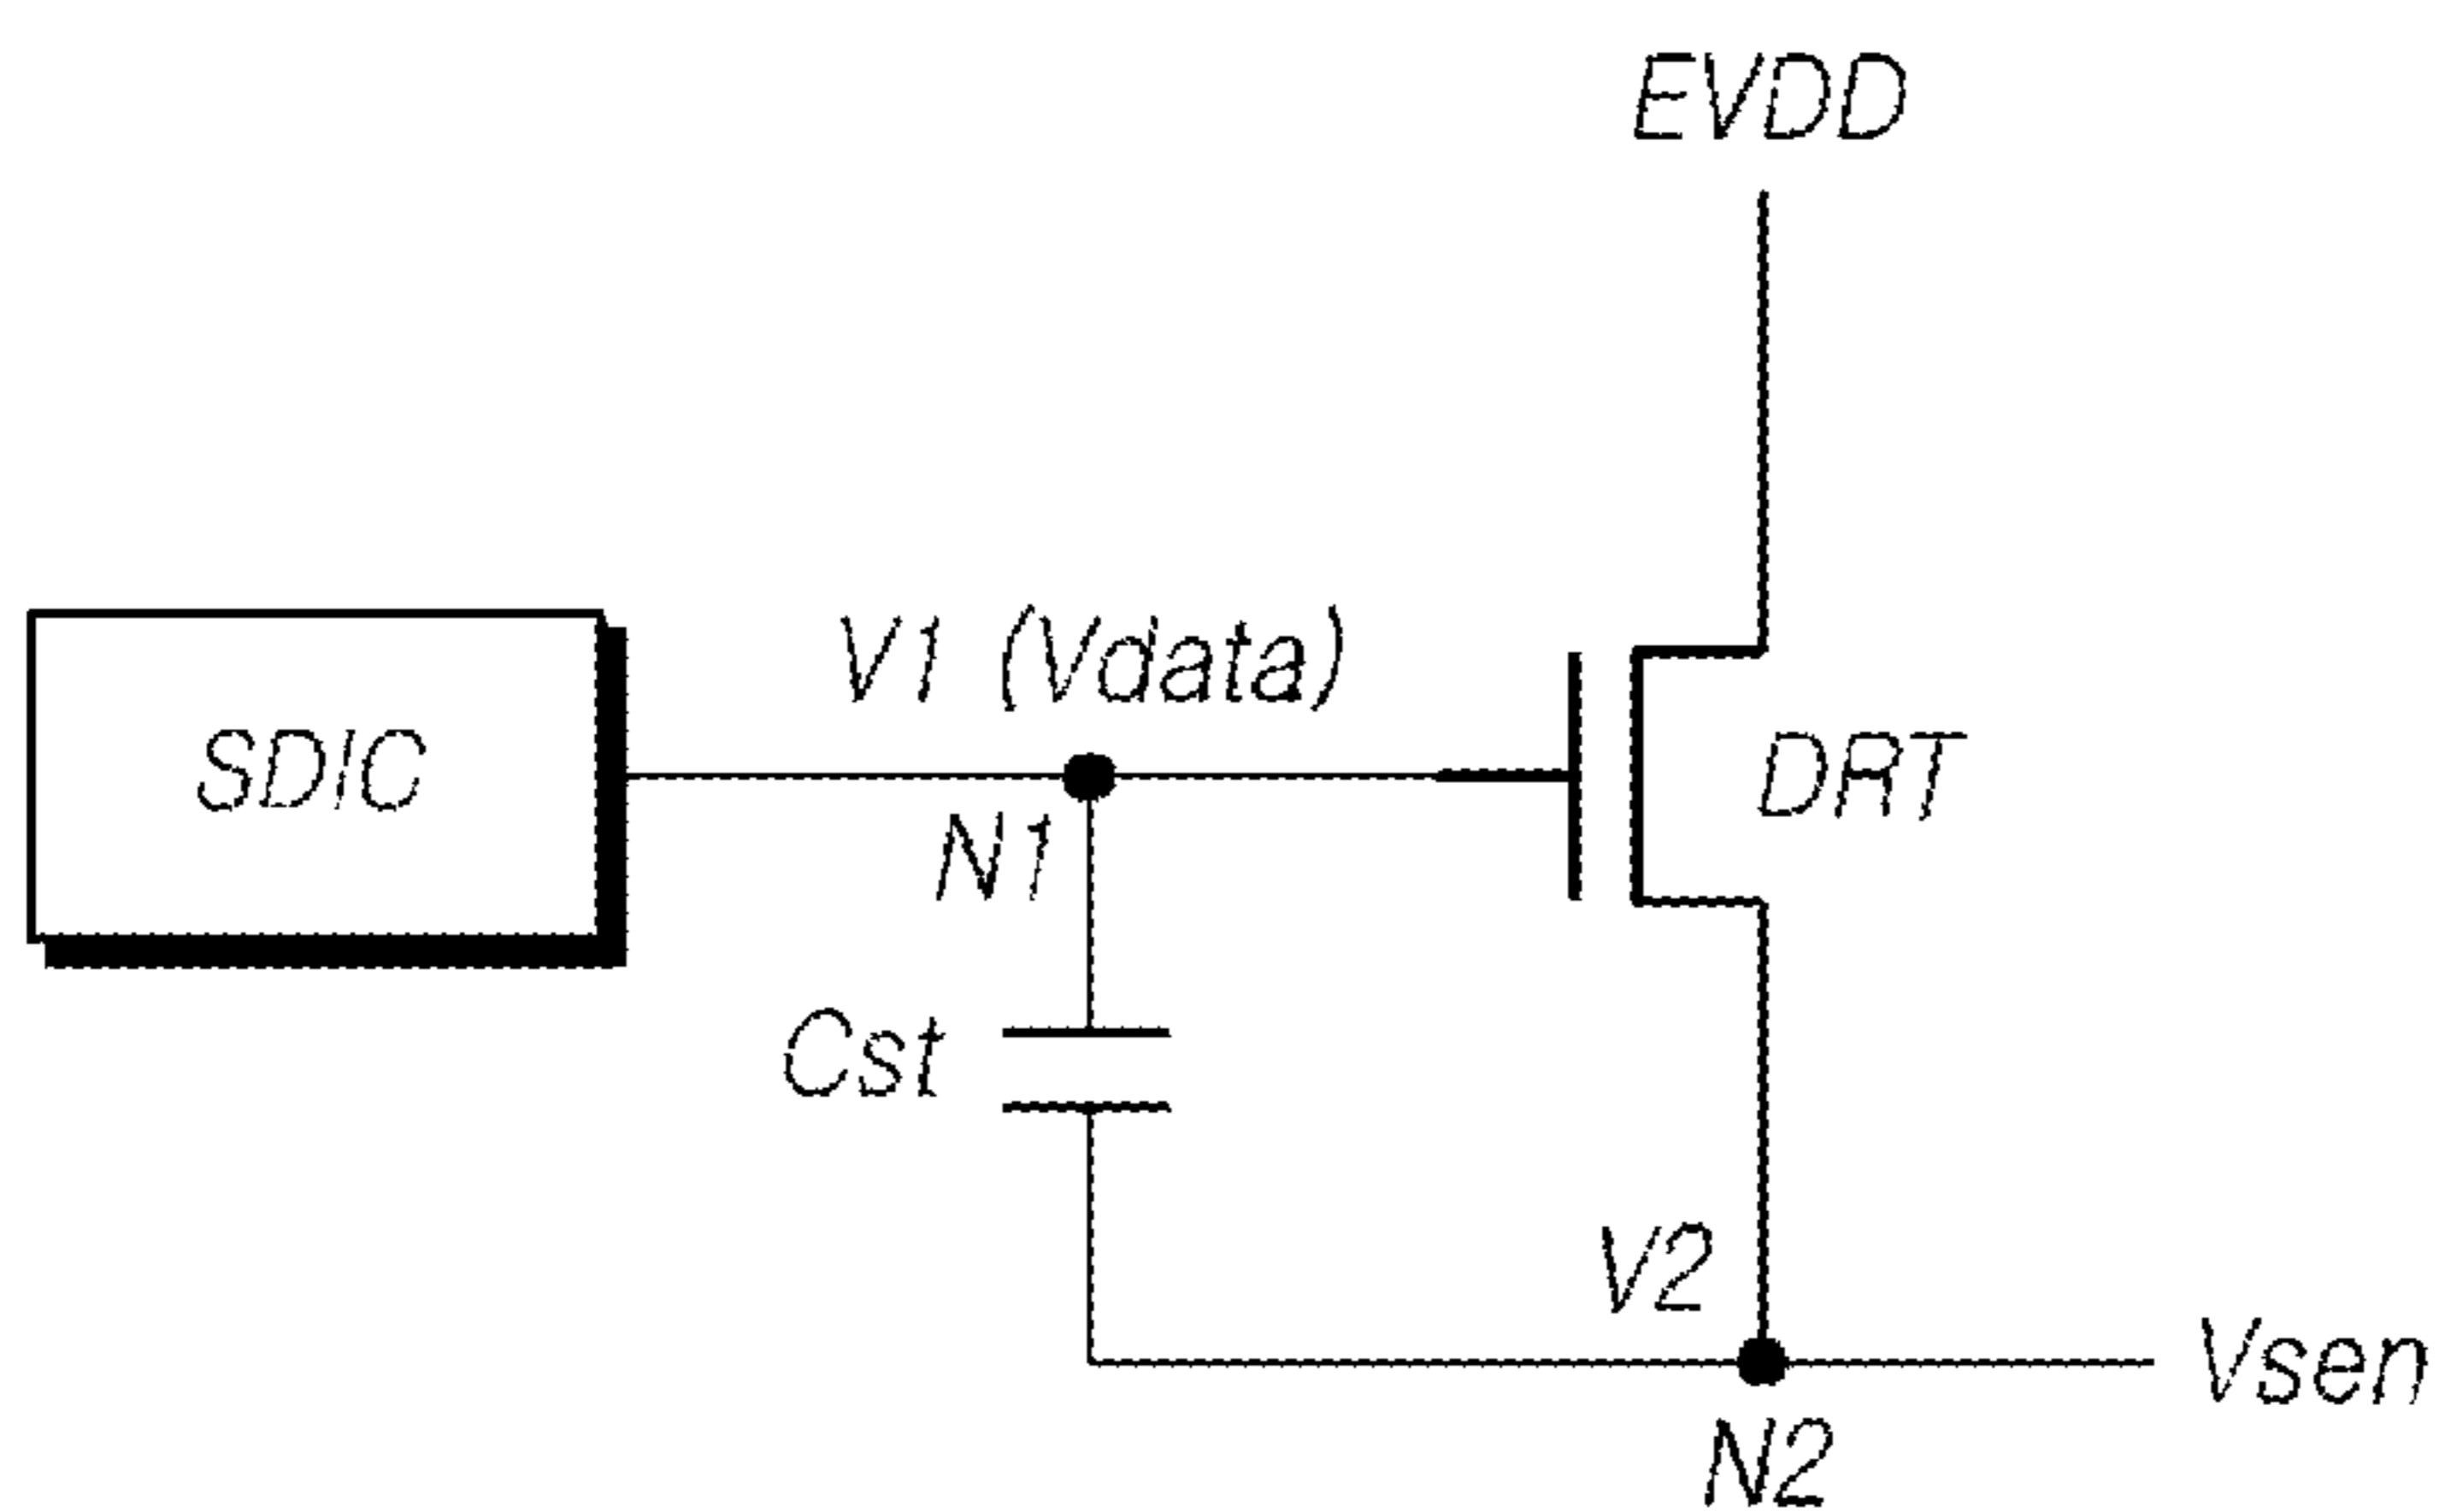 EVDD
V1 (Vdata)
SDIC
DRT
N1
Cst
V2
Vsen
N2